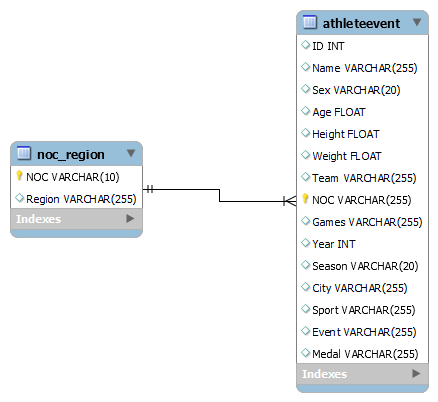 noc_region
NOC VARCHAR(10)
Region VARCHAR(255)
Indexes
athleteevent
ID INT
Name VARCHAR(255)
Sex VARCHAR(20)
Age FLOAT
Height FLOAT
Weight FLOAT
Team VARCHAR(255)
NOC VARCHAR(255)
Games VARCHAR(255)
Year INT
Season VARCHAR(20)
City VARCHAR(255)
Sport VARCHAR(255)
Event VARCHAR(255)
Medal VARCHAR(255)
Indexes